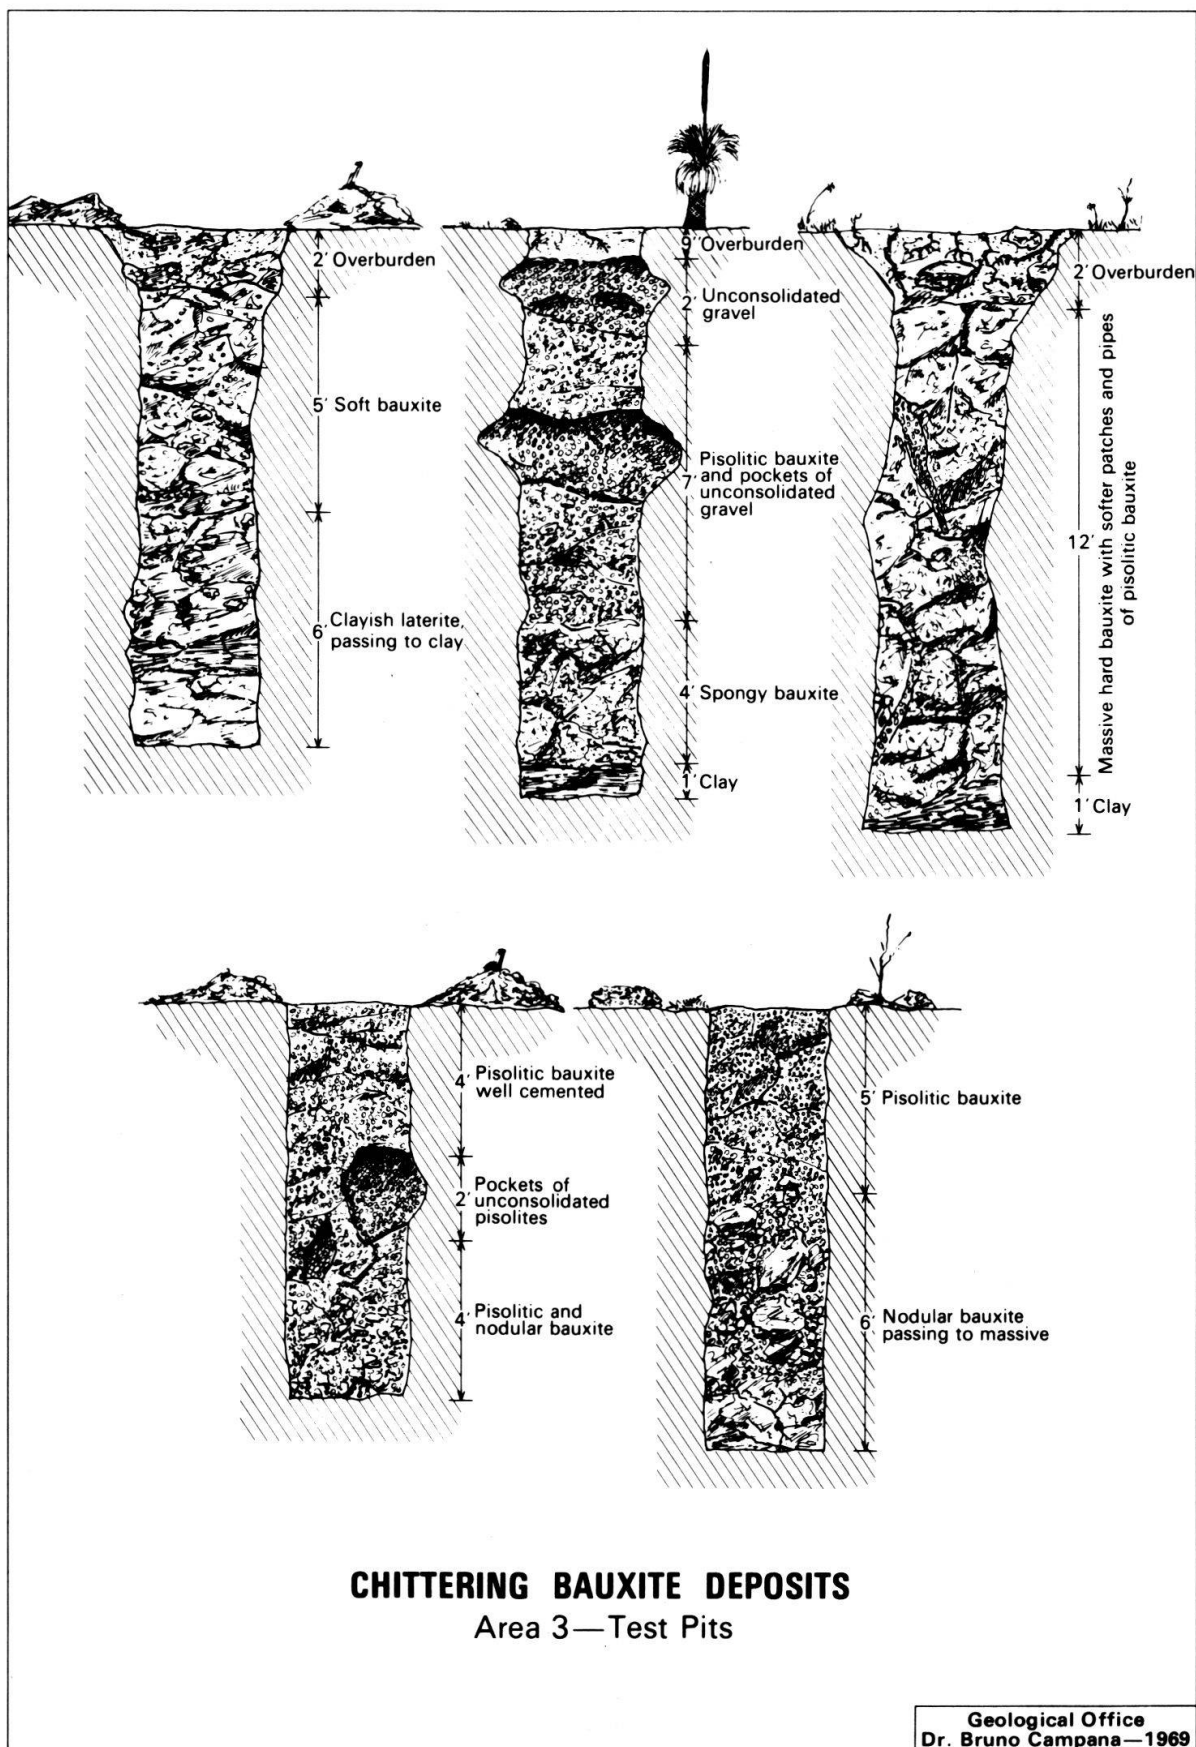 2' Overburden
5' Soft bauxite
6' Clayish laterite,
passing to clay
9' Overburden
2' Unconsolidated
gravel
7' Pisolitic bauxite
and pockets of
unconsolidated
gravel
4' Spongy bauxite
1' Clay
2' Overburden
12' Massive hard bauxite with softer patches and pipes
of pisolitic bauxite
1' Clay
4' Pisolitic bauxite
well cemented
2' Pockets of
unconsolidated
pisolites
4' Pisolitic and
nodular bauxite
5' Pisolitic bauxite
6' Nodular bauxite
passing to massive
CHITTERING BAUXITE DEPOSITS
Area 3—Test Pits
Geological Office
Dr. Bruno Campana—1969